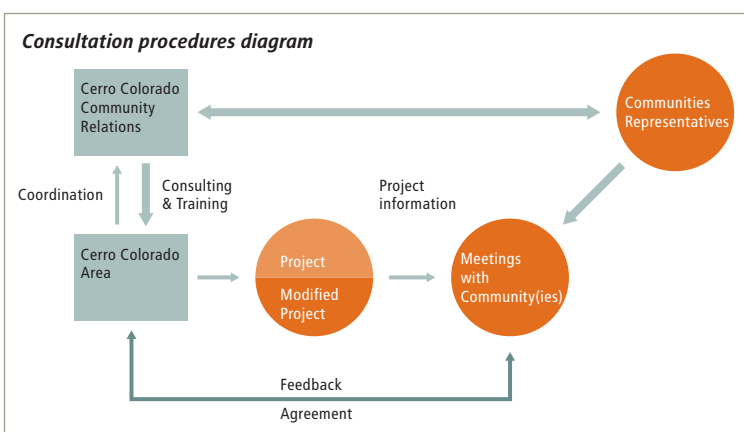 Consultation procedures diagram
Cerro Colorado
Community
Relations
Communities
Representatives
Coordination
Consulting
& Training
Project
information
Cerro Colorado
Area
Project
Modified
Project
Meetings
with
Community(ies)
Feedback
Agreement